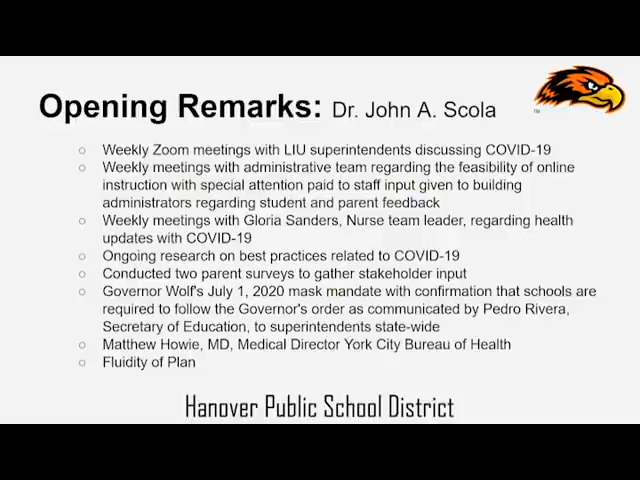 Opening Remarks: Dr. John A. Scola
○ Weekly Zoom meetings with LIU superintendents discussing COVID-19
○ Weekly meetings with administrative team regarding the feasibility of online
instruction with special attention paid to staff input given to building
administrators regarding student and parent feedback
○ Weekly meetings with Gloria Sanders, Nurse team leader, regarding health
updates with COVID-19
○ Ongoing research on best practices related to COVID-19
○ Conducted two parent surveys to gather stakeholder input
○ Governor Wolf's July 1, 2020 mask mandate with confirmation that schools are
required to follow the Governor's order as communicated by Pedro Rivera,
Secretary of Education, to superintendents state-wide
○ Matthew Howie, MD, Medical Director York City Bureau of Health
○ Fluidity of Plan
Hanover Public School District